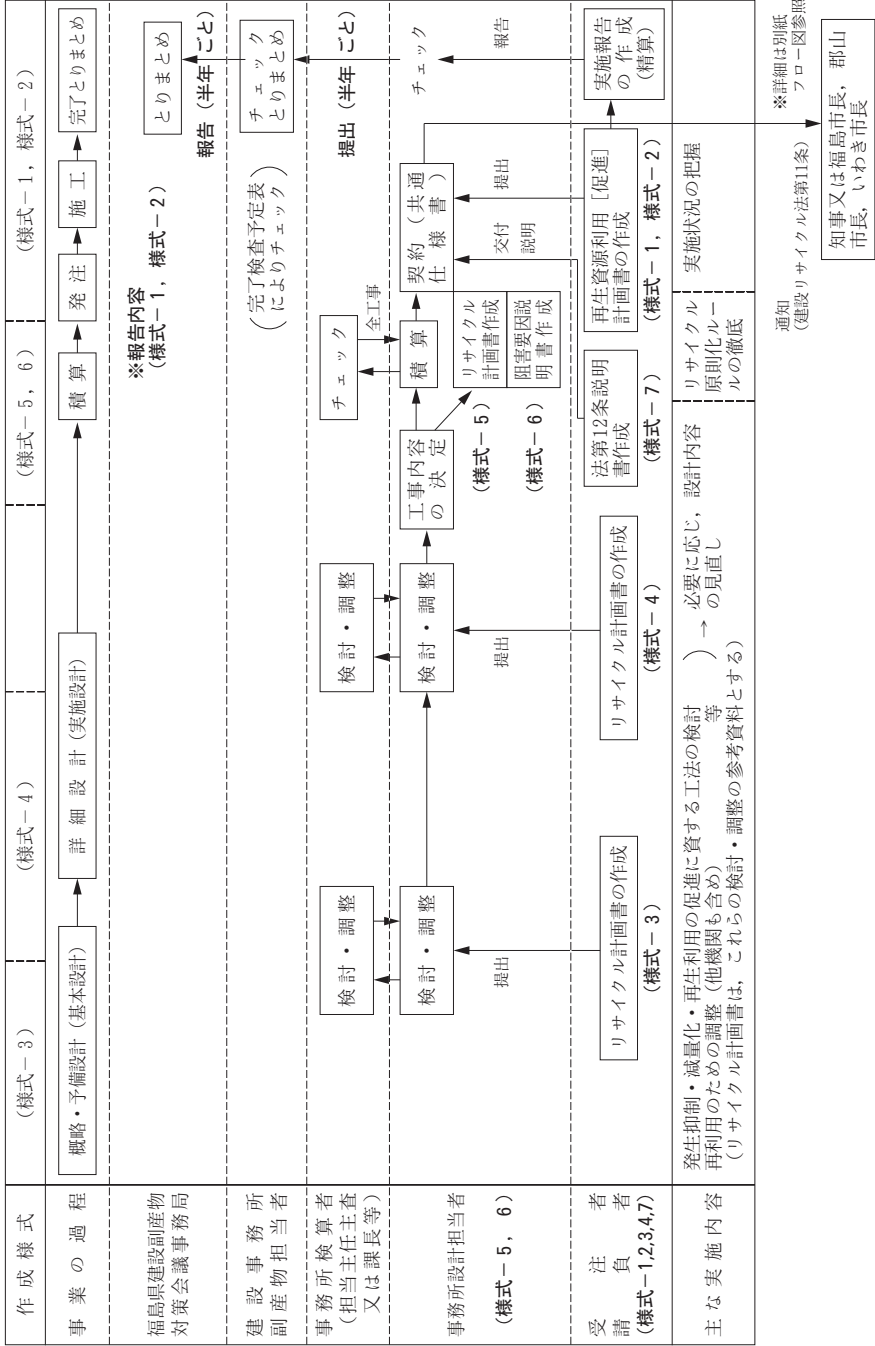 作成様式
(様式－3)
(様式－4)
(様式－5, 6)
(様式－1, 様式－2)
事業の過程
概略・予備設計(基本設計)
詳細設計(実施設計)
積算
発注
施工
完了とりまとめ
福島県建設副産物
対策会議事務局
※報告内容
(様式－1, 様式－2)
とりまとめ
報告(半年ごと)
建設事務所
副産物担当者
(完了検査予定表
によりチェック)
チェック
とりまとめ
提出(半年ごと)
事務所検算者
(担当主任主査
又は課長等)
検討・調整
検討・調整
チェック
全工事
事務所設計担当者
(様式－5, 6)
検討・調整
検討・調整
工事内容
の決定
積算
契約(共通
仕様書)
チェック
リサイクル
計画書作成
阻害要因説
明書作成
(様式－5)
(様式－6)
提出
提出
交付
説明
提出
報告
受注者
請負者
(様式－1,2,3,4,7)
リサイクル計画書の作成
(様式－3)
リサイクル計画書の作成
(様式－4)
法第12条説明
書作成
(様式－7)
再生資源利用[促進]
計画書の作成
(様式－1, 様式－2)
実施報告
の作成
(精算)
主な実施内容
発生抑制・減量化・再生利用の促進に資する工法の検討
再利用のための調整(他機関も含め) 等)
→ 必要に応じ, 設計内容
の見直し
(リサイクル計画書は, これらの検討・調整の参考資料とする)
リサイクル
原則化ルー
ルの徹底
実施状況の把握
通知
(建設リサイクル法第11条)
※詳細は別紙
フロー図参照
知事又は福島市長, 郡山
市長, いわき市長